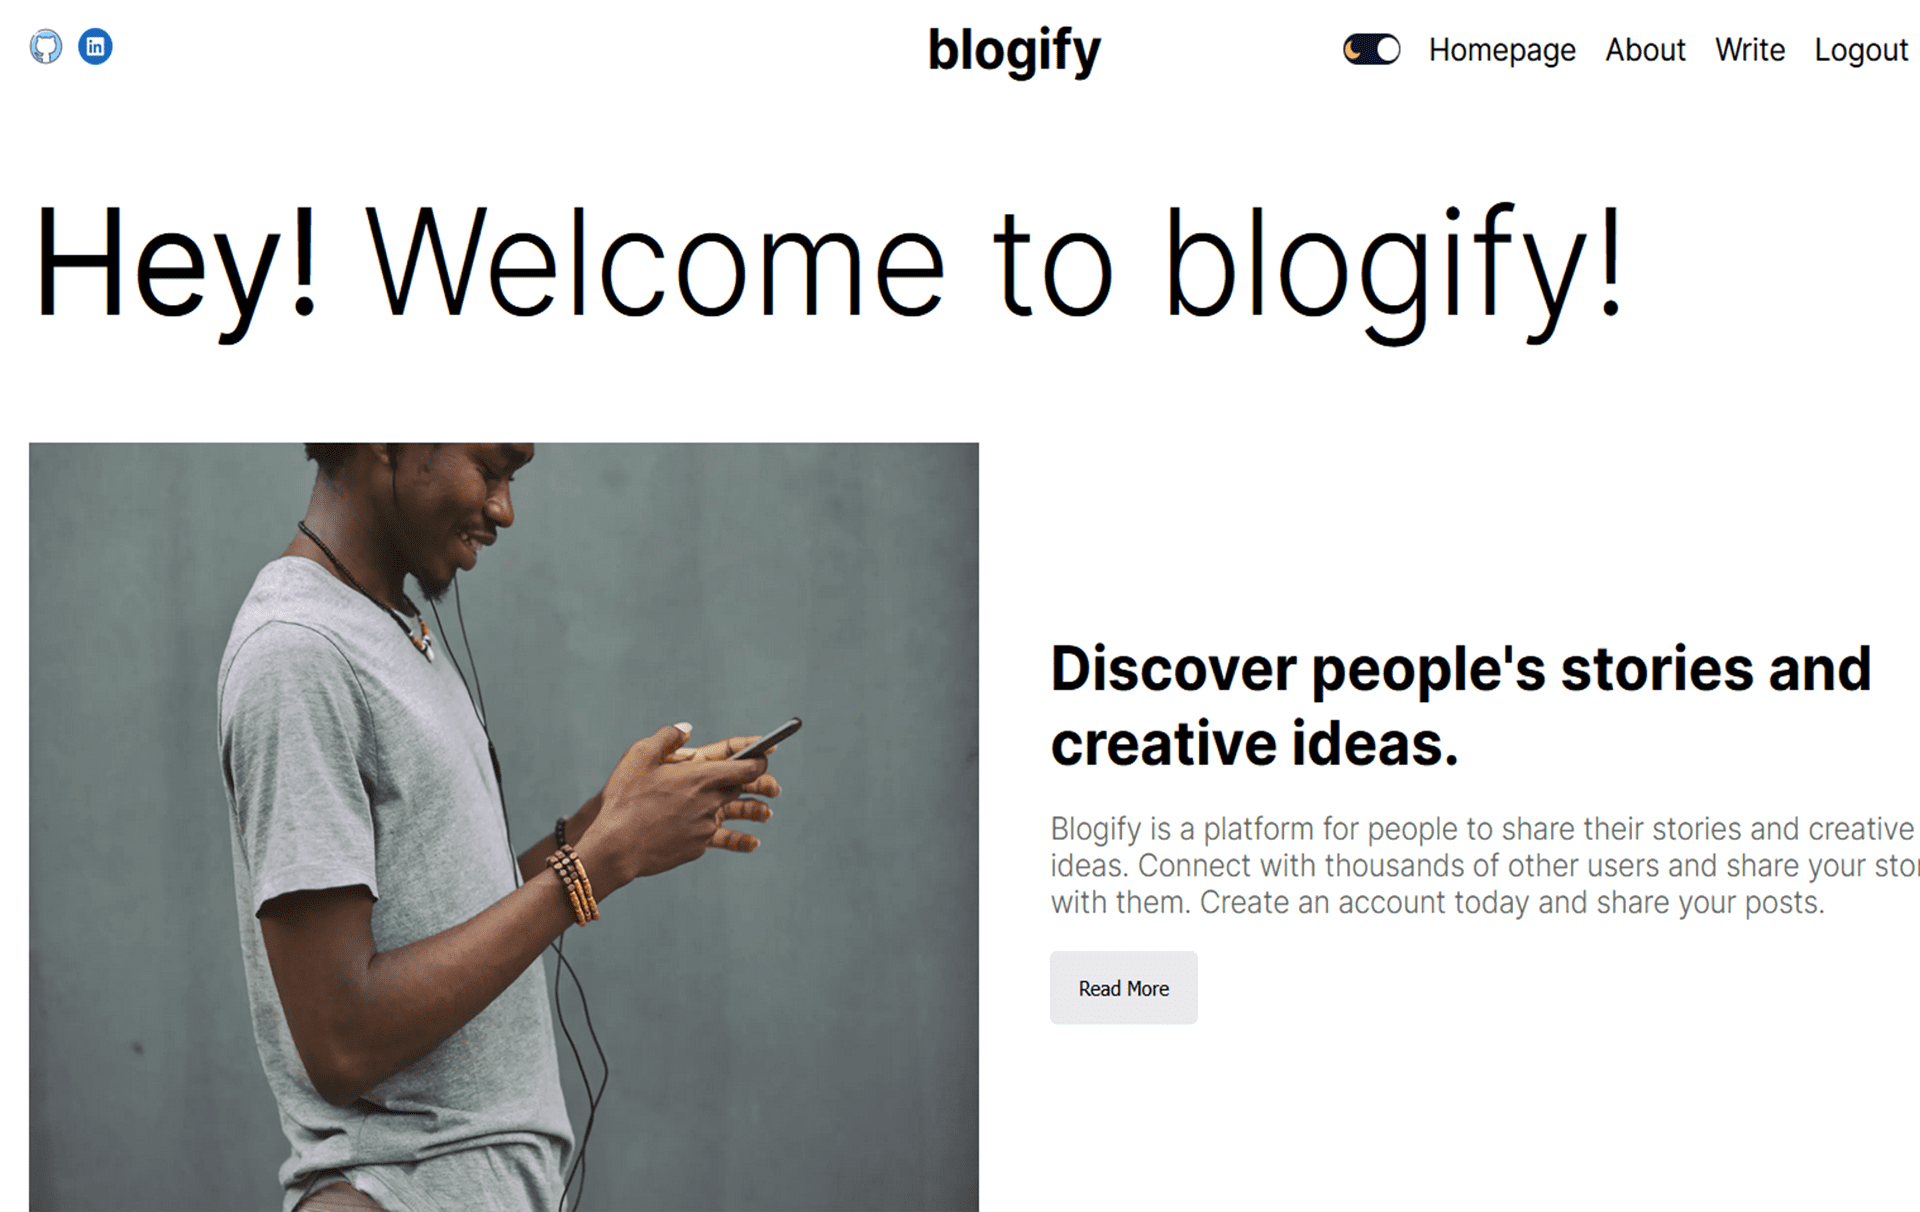 in
blogify
Homepage About Write Logout
Hey! Welcome to blogify!
Discover people's stories and
creative ideas.
Blogify is a platform for people to share their stories and creative
ideas. Connect with thousands of other users and share your
with them. Create an account today and share your posts.
Read More